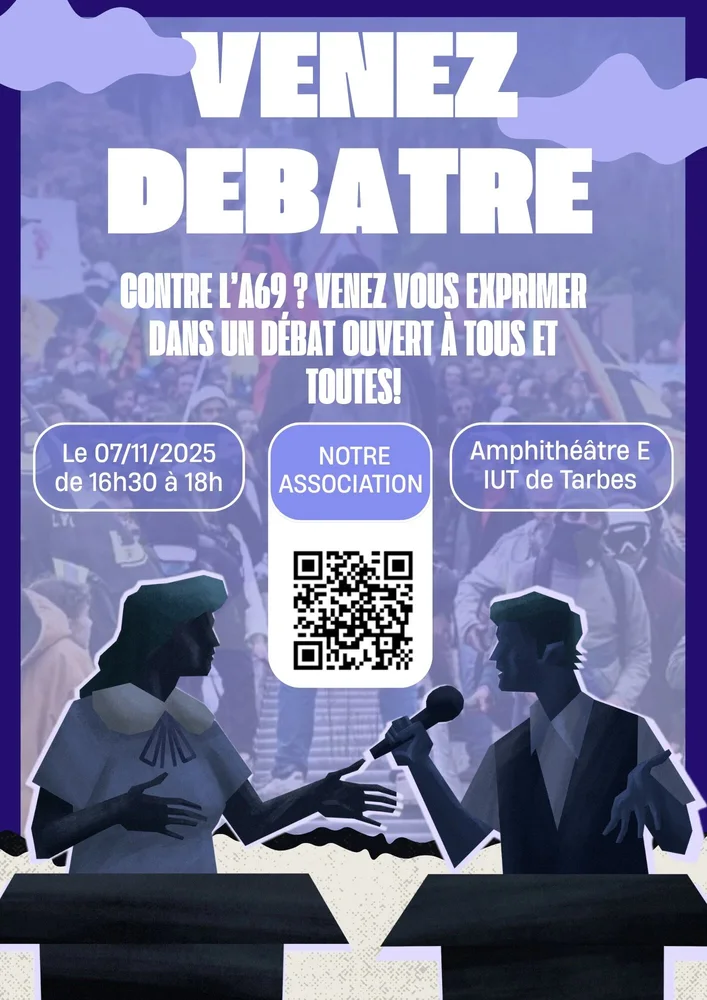 VENEZ
DEBATRE
CONTRE L'A69 ? VENEZ VOUS EXPRIMER
DANS UN DÉBAT OUVERT À TOUS ET
TOUTES!
Le 07/11/2025
de 16h30 à 18h
NOTRE
ASSOCIATION
Amphithéâtre E
IUT de Tarbes